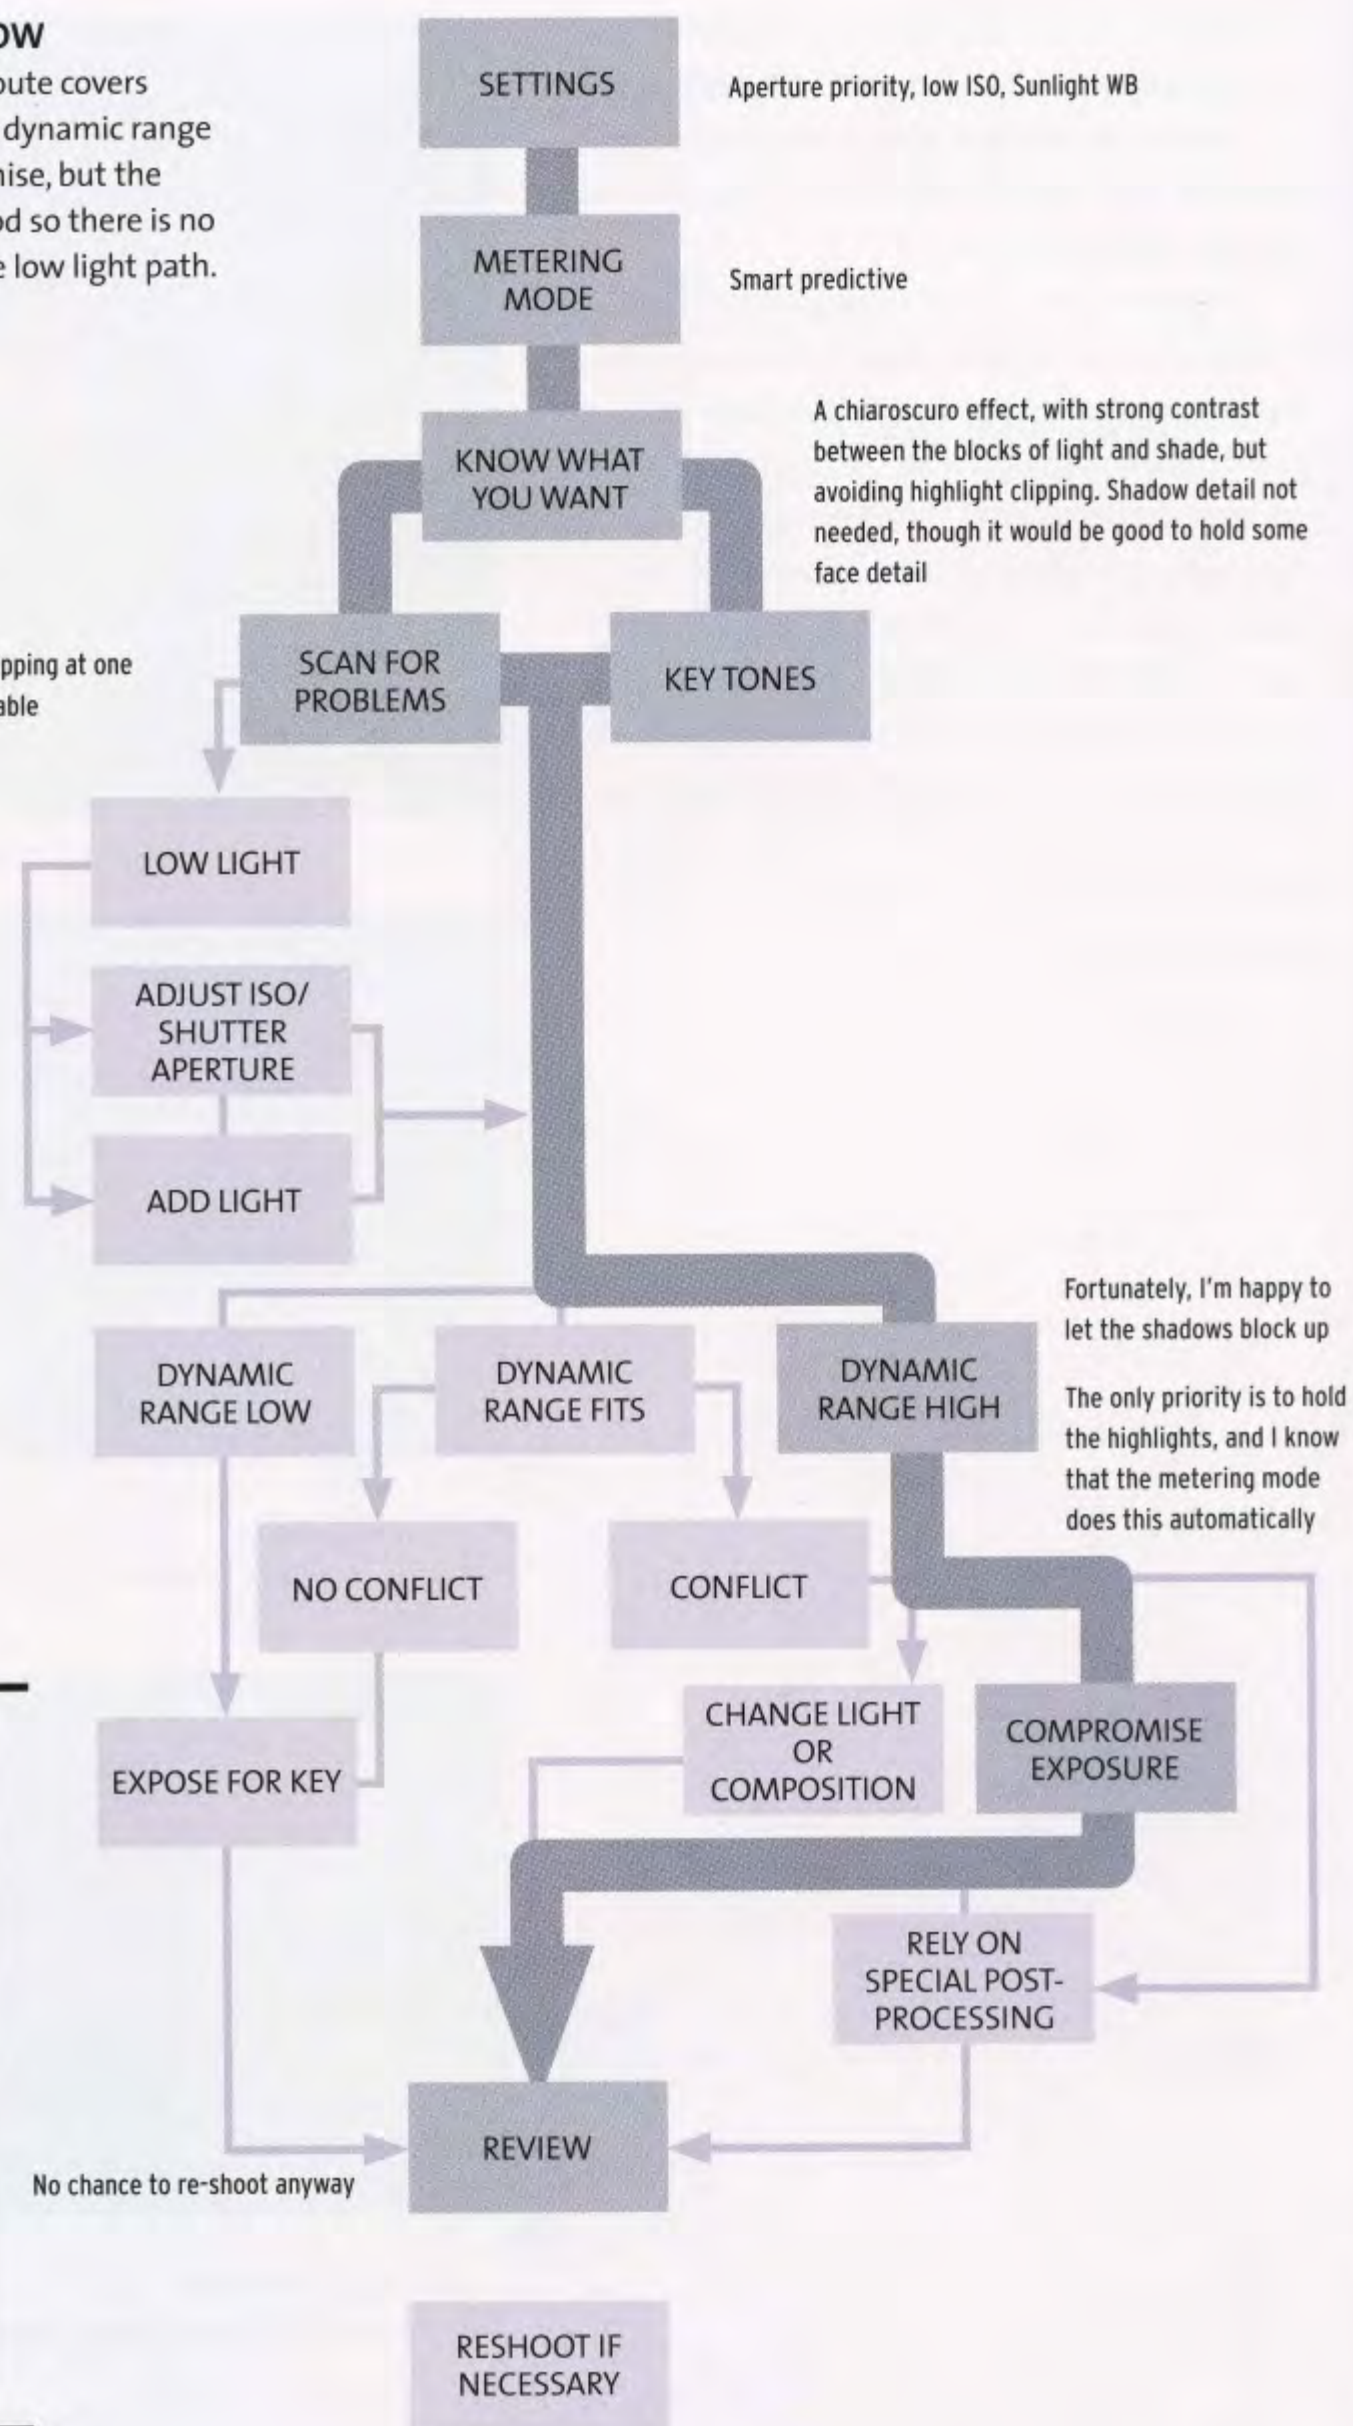 OW
oute covers
dynamic range
nise, but the
od so there is no
e low light path.
SETTINGS
Aperture priority, low ISO, Sunlight WB
METERING
MODE
Smart predictive
KNOW WHAT
YOU WANT
A chiaroscuro effect, with strong contrast
between the blocks of light and shade, but
avoiding highlight clipping. Shadow detail not
needed, though it would be good to hold some
face detail
pping at one
able
SCAN FOR
PROBLEMS
KEY TONES
LOW LIGHT
ADJUST ISO/
SHUTTER
APERTURE
ADD LIGHT
DYNAMIC
RANGE LOW
DYNAMIC
RANGE FITS
DYNAMIC
RANGE HIGH
Fortunately, I'm happy to
let the shadows block up
The only priority is to hold
the highlights, and I know
that the metering mode
does this automatically
NO CONFLICT
CONFLICT
EXPOSE FOR KEY
CHANGE LIGHT
OR
COMPOSITION
COMPROMISE
EXPOSURE
RELY ON
SPECIAL POST-
PROCESSING
REVIEW
No chance to re-shoot anyway
RESHOOT IF
NECESSARY